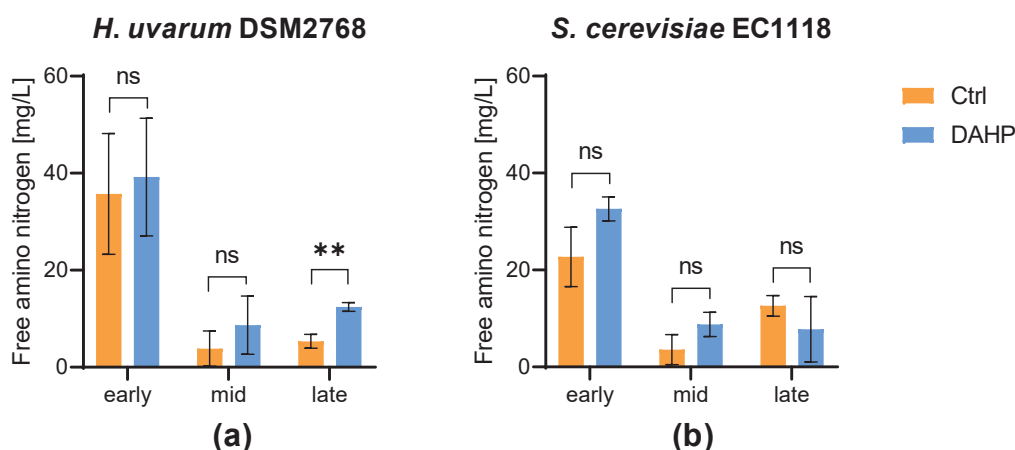 H. uvarum DSM2768
Free amino nitrogen [mg/L]
60
40
20
0
ns
ns
**
early mid late
(a)
S. cerevisiae EC1118
Free amino nitrogen [mg/L]
60
40
20
0
ns
ns
ns
early mid late
(b)
Ctrl
DAHP